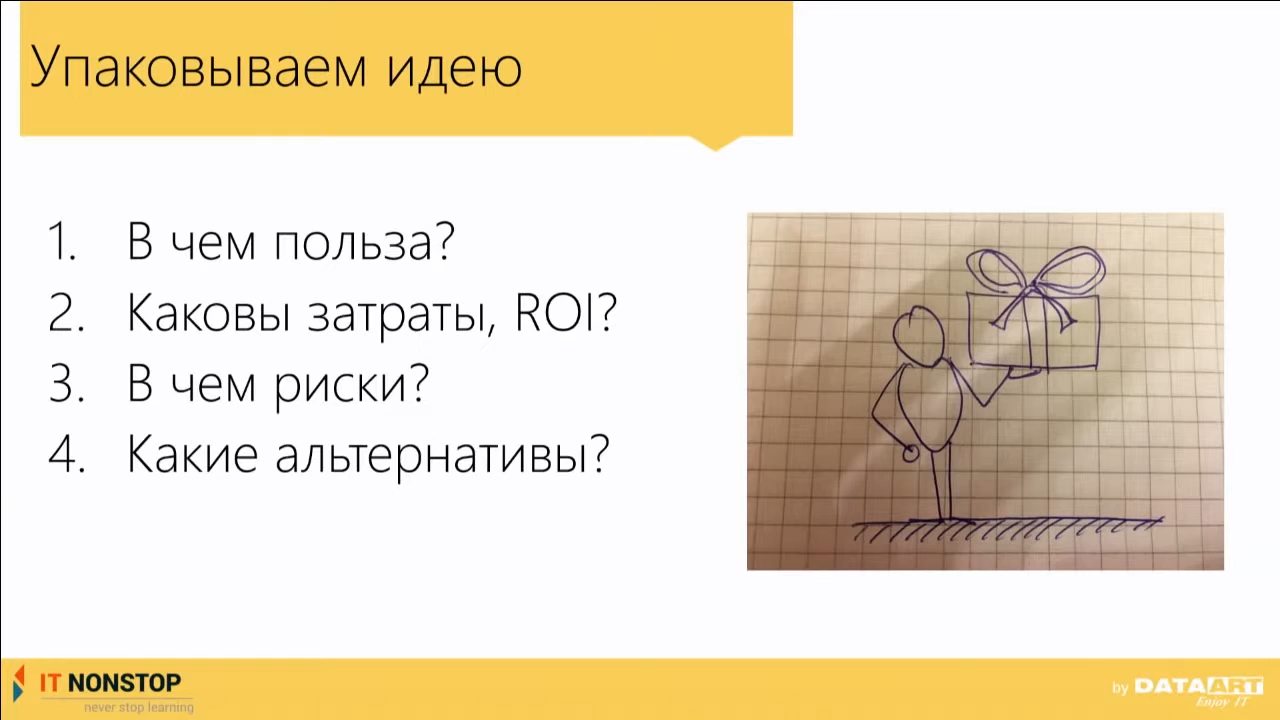 Упаковываем идею
1. В чем польза?
2. Каковы затраты, ROI?
3. В чем риски?
4. Какие альтернативы?
IT NONSTOP
never stop learning
by DATAART
Enjoy IT